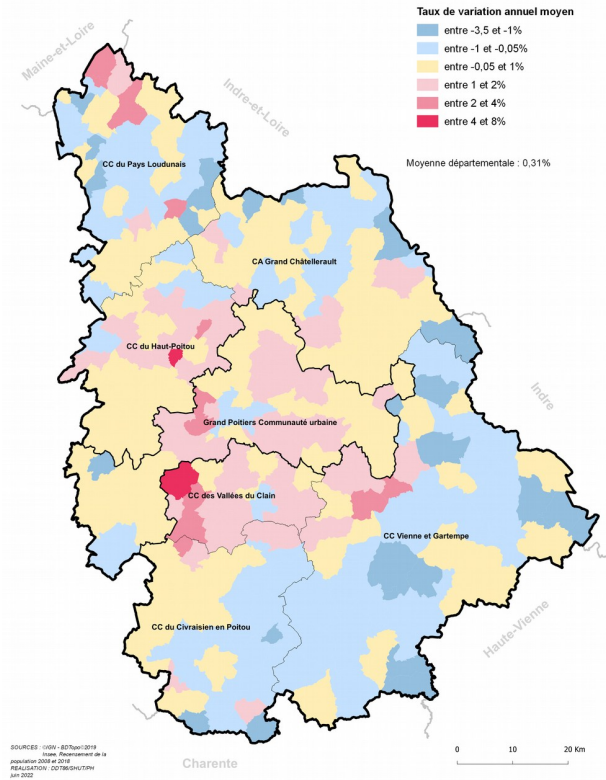 Taux de variation annuel moyen
entre -3,5 et -1%
entre -1 et -0,05%
entre -0,05 et 1%
entre 1 et 2%
entre 2 et 4%
entre 4 et 8%
Moyenne départementale : 0,31%
Maine-et-Loire
Indre-et-Loire
CC du Pays Loudunais
CA Grand Châtellerault
CC du Haut-Poitou
Indre
Grand Poitiers Communauté urbaine
CC des Vallées du Clain
CC Vienne et Gartempe
CC du Civraisien en Poitou
Haute-Vienne
Charente
SOURCES : ©IGN - BDTopo©2019
Insee, Recensement de la
population 2008 et 2018
REALISATION : DDT86/SHUT/PH
juin 2022
0 10 20 Km